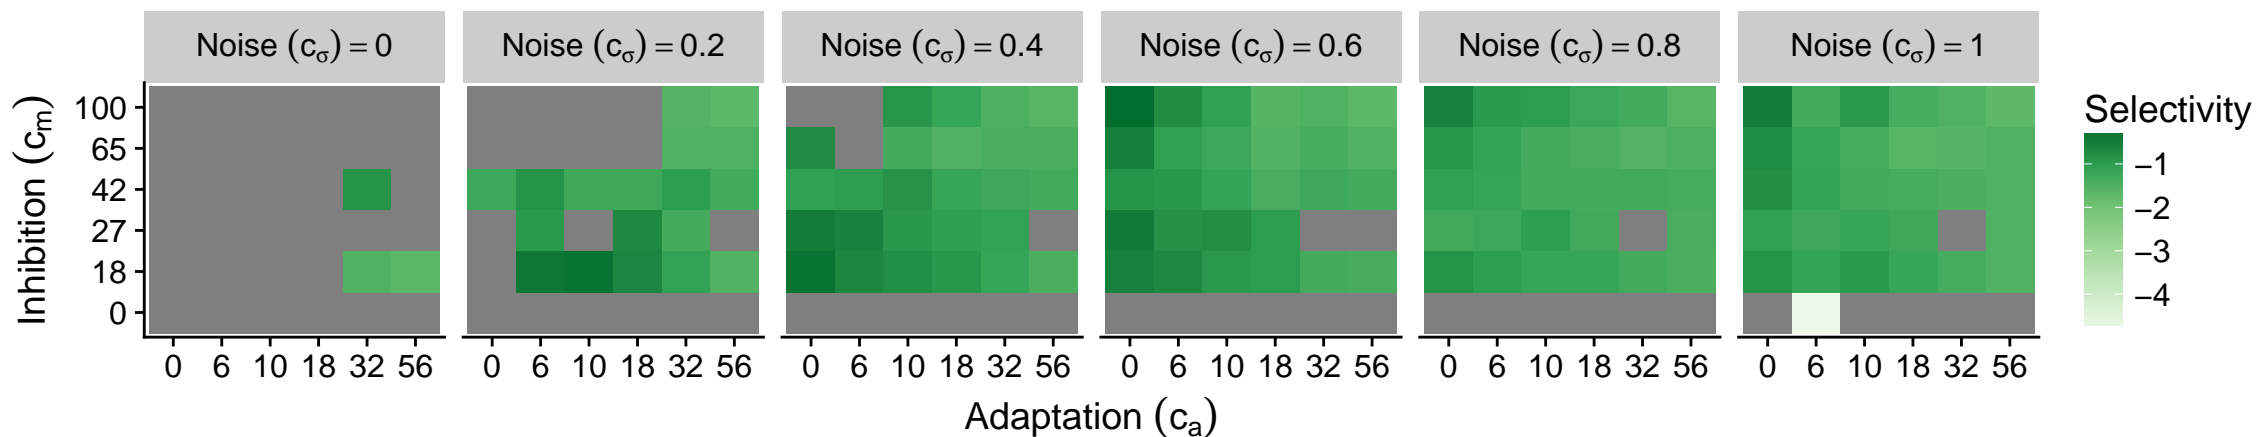 Noise (cσ) = 0
Noise (cσ) = 0.2
Noise (cσ) = 0.4
Noise (cσ) = 0.6
Noise (cσ) = 0.8
Noise (cσ) = 1
Inhibition (cm)
100
65
42
27
18
0
0 6 10 18 32 56
0 6 10 18 32 56
0 6 10 18 32 56
0 6 10 18 32 56
0 6 10 18 32 56
0 6 10 18 32 56
Adaptation (ca)
Selectivity
−1
−2
−3
−4